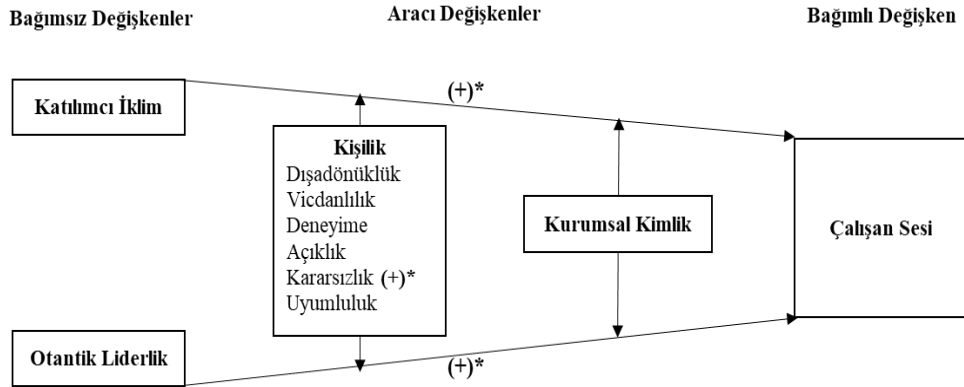 Bağımsız Değişkenler
Aracı Değişkenler
Bağımlı Değişken
(+)*
Katılımcı İklim
Kişilik
Dışadönüklük
Vicdanlılık
Deneyime
Açıklık
Kararsızlık (+)*
Uyumluluk
Kurumsal Kimlik
Çalışan Sesi
Otantik Liderlik
(+)*